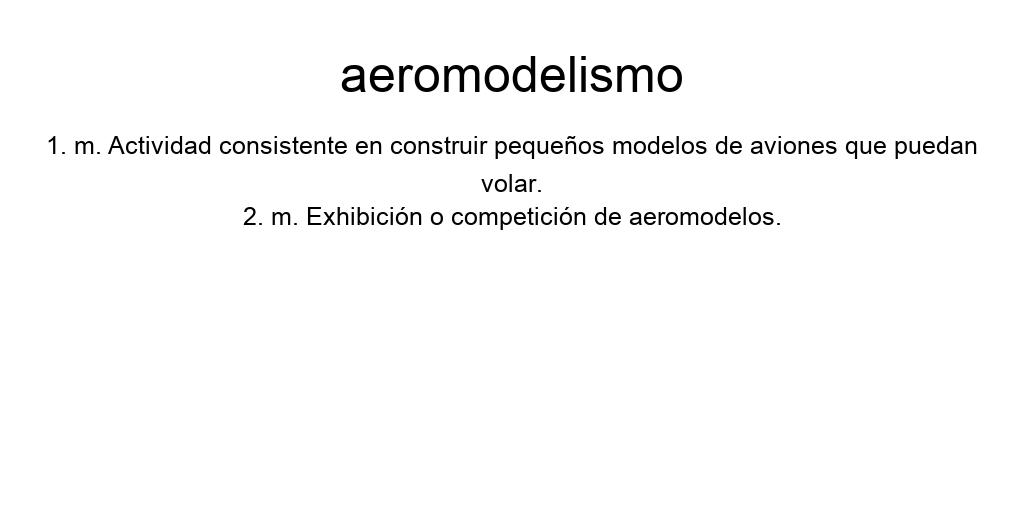 aeromodelismo
1. m. Actividad consistente en construir pequeños modelos de aviones que puedan
volar.
2. m. Exhibición o competición de aeromodelos.